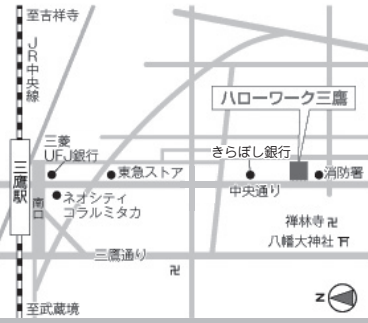 至吉祥寺
JR中央線
三鷹駅
南口
三菱
UFJ銀行
東急ストア
ネオシティ
コラルミタカ
きらぼし銀行
ハローワーク三鷹
消防署
中央通り
禅林寺卍
八幡大神社
三鷹通り
卍
至武蔵境
N